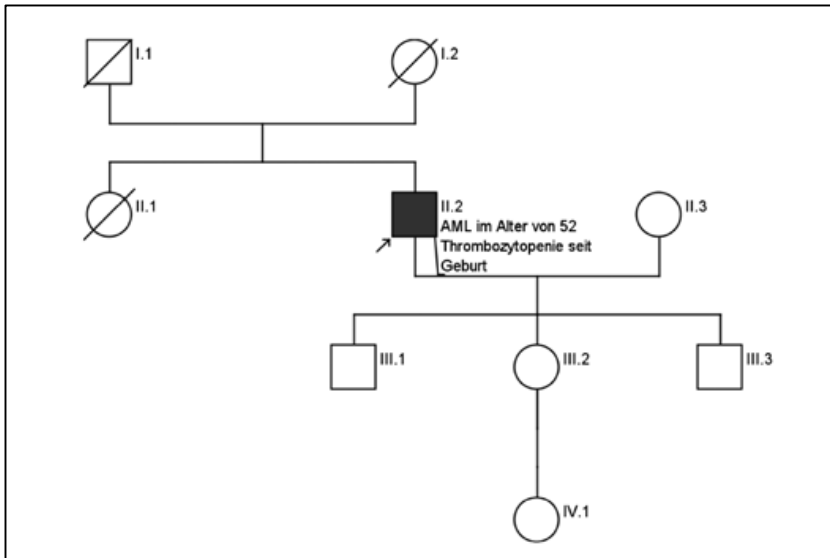 I.1
I.2
II.1
II.2
AML im Alter von 52
Thrombozytopenie seit
Geburt
II.3
III.1
III.2
III.3
IV.1